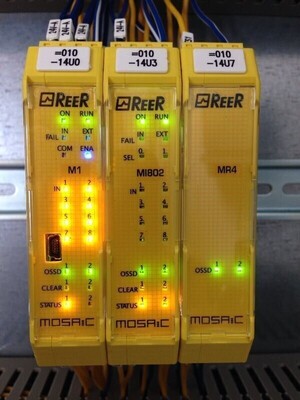 =010
-14U0
REER
ON RUN
IN EXT
FAIL
COM ENA
M1
IN 1 2
3 4
5 6
7 8
OSSD 1 2
CLEAR 1 2
STATUS 1 2
MOSAIC
=010
-14U3
REER
ON RUN
IN EXT
FAIL
0 1
SEL
MI8O2
IN 1 2
3 4
5 6
7 8
OSSD 1 2
CLEAR 1 2
STATUS 1 2
MOSAIC
=010
-14U7
REER
MR4
OSSD 1 2
MOSAIC